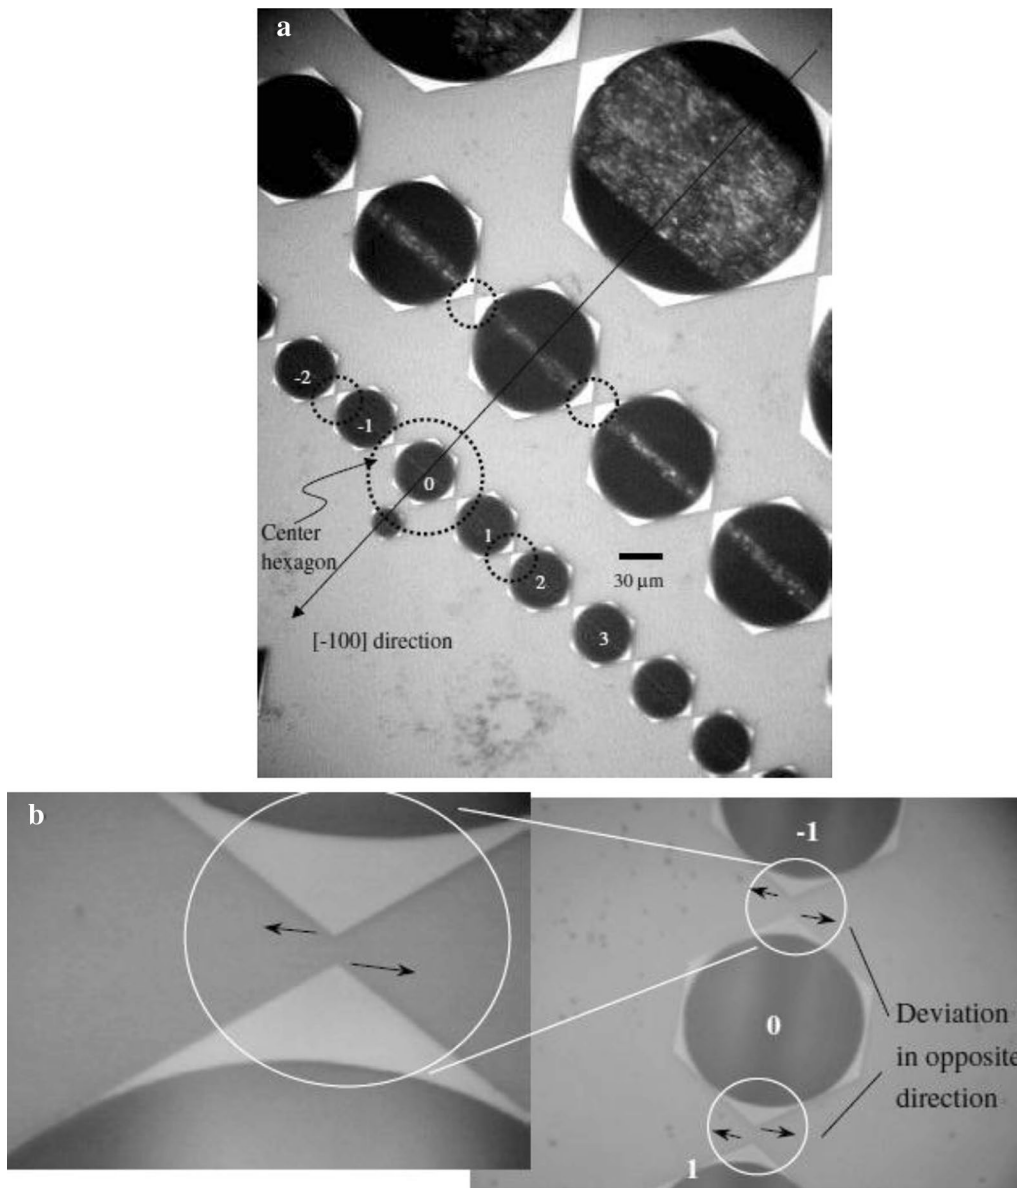 a
-2
-1
0
Center
hexagon
1
2
30 µm
3
[-100] direction
b
-1
0
Deviation
in opposite
direction
1